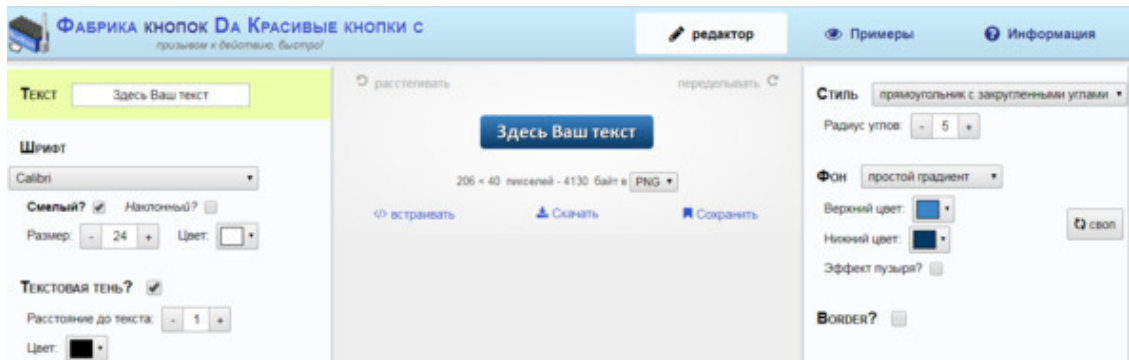 Фабрика кнопок Da Красивые кнопки с
призывом к действию, быстро!
редактор
Примеры
Информация
Текст
Здесь Ваш текст
Шрифт
Calibri
Смелый?
Наклонный?
Размер:
- 24 +
Цвет:
Текстовая тень?
Расстояние до текста:
- 1 +
Цвет:
расстегивать
переделывать
Здесь Ваш текст
206 × 40 пикселей - 4130 байт в PNG
</> встраивать
Скачать
Сохранить
Стиль
прямоугольник с закругленными углами
Радиус углов:
- 5 +
Фон
простой градиент
Верхний цвет:
Нижний цвет:
своп
Эффект пузыря?
Border?